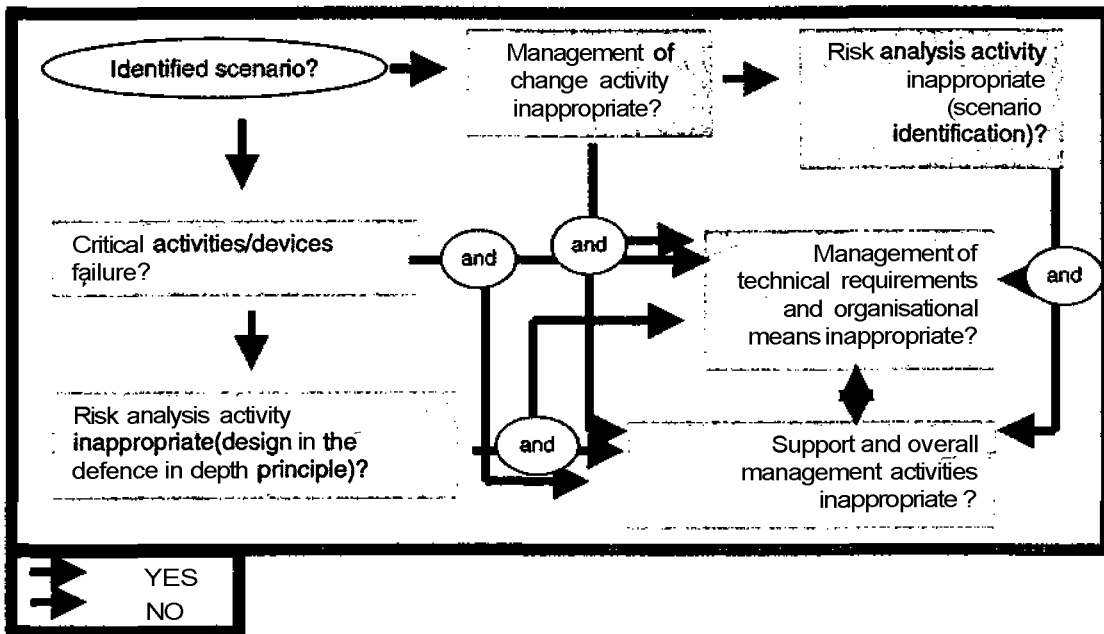 Identified scenario?
Management of
change activity
inappropriate?
Risk analysis activity
inappropriate
(scenario
identification)?
Critical activities/devices
failure?
and
and
Management of
technical requirements
and organisational
means inappropriate?
and
Risk analysis activity
inappropriate(design in the
defence in depth principle)?
and
Support and overall
management activities
inappropriate ?
YES
NO